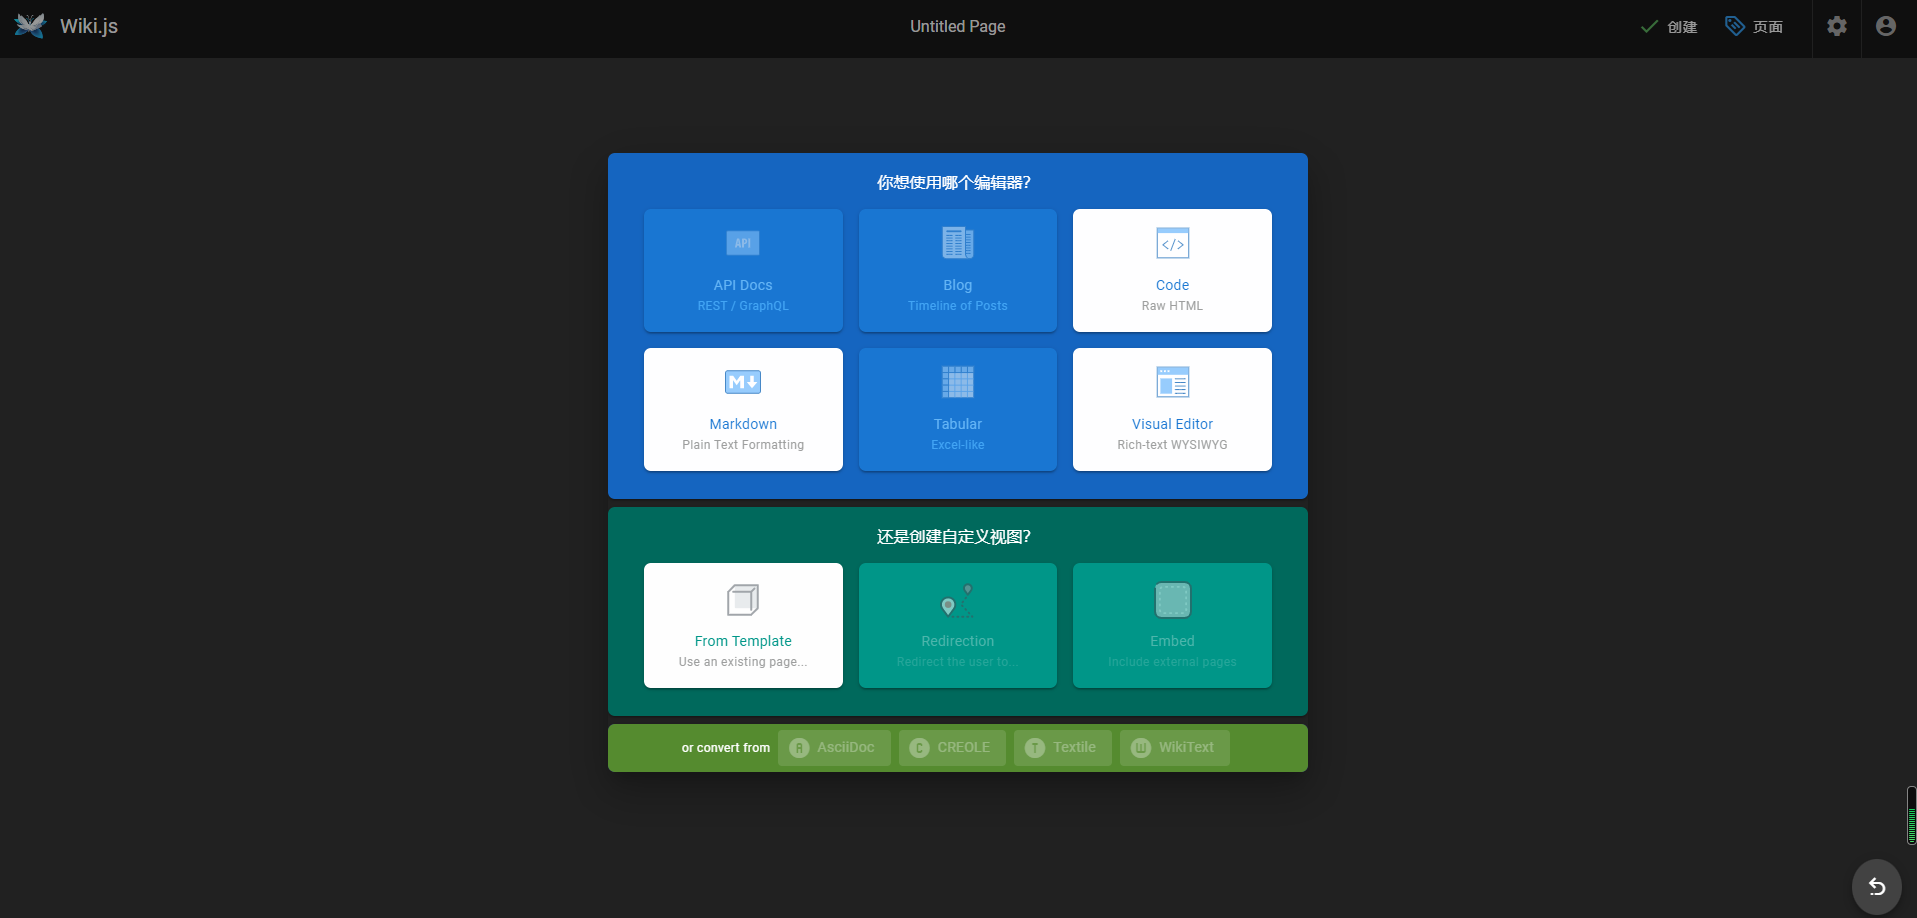 Wiki.js
Untitled Page
创建
页面
你想使用哪个编辑器?
API
API Docs
REST / GraphQL
Blog
Timeline of Posts
</>
Code
Raw HTML
M
Markdown
Plain Text Formatting
Tabular
Excel-like
Visual Editor
Rich-text WYSIWYG
还是创建自定义视图?
From Template
Use an existing page...
Redirection
Redirect the user to...
Embed
Include external pages
or convert from
A AsciiDoc
C CREOLE
T Textile
W WikiText